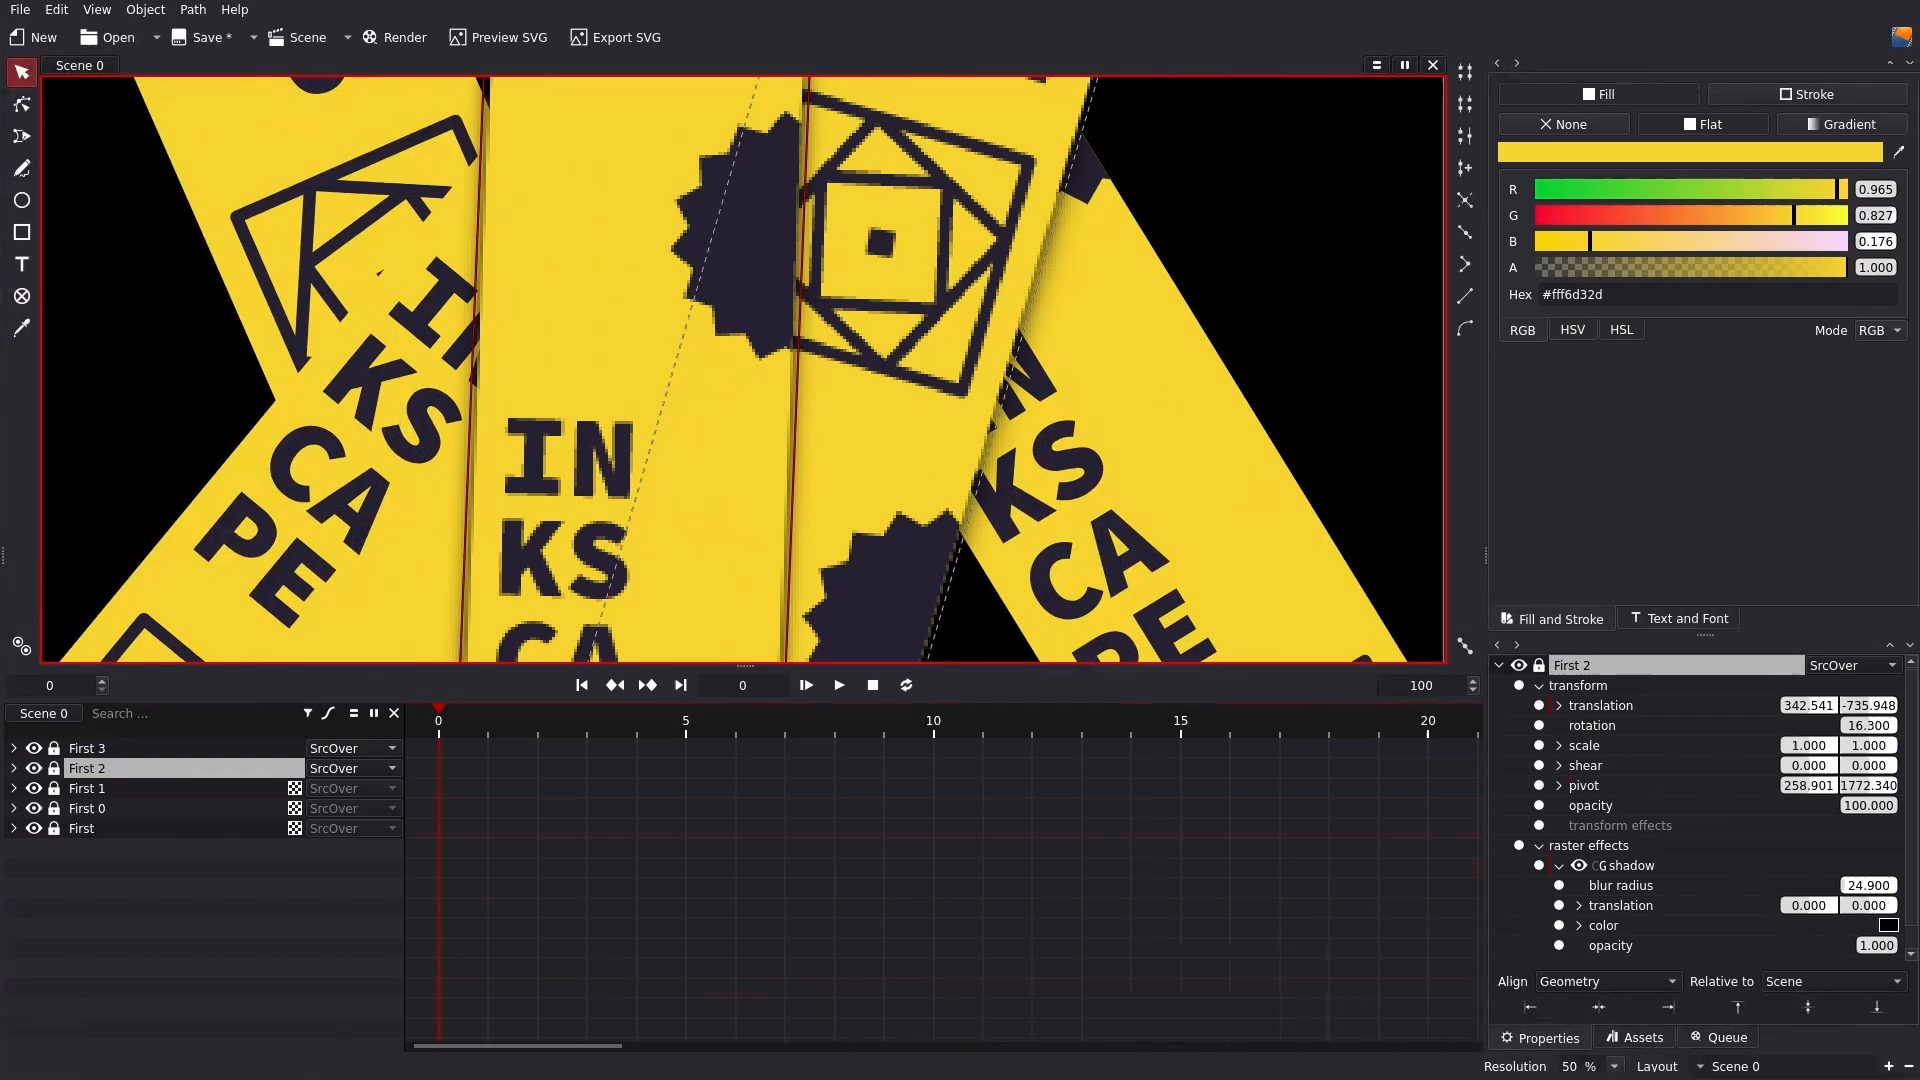 File Edit View Object Path Help
New Open Save * Scene Render Preview SVG Export SVG
Scene 0
Fill Stroke
None Flat Gradient
R 0.965
G 0.827
B 0.176
A 1.000
Hex #fff6d32d
RGB HSV HSL Mode RGB
IN
KS
CA
PE
IN
KS
CA
N
KS
CA
PE
Fill and Stroke Text and Font
0 0 100
Scene 0 Search ... 0 5 10 15 20
First 3 SrcOver
First 2 SrcOver
First 1 SrcOver
First 0 SrcOver
First SrcOver
First 2 SrcOver
transform
translation 342.541 -735.948
rotation 16.300
scale 1.000 1.000
shear 0.000 0.000
pivot 258.901 1772.340
opacity 100.000
transform effects
raster effects
CG shadow
blur radius 24.900
translation 0.000 0.000
color
opacity 1.000
Align Geometry Relative to Scene
Properties Assets Queue
Resolution 50 % Layout Scene 0